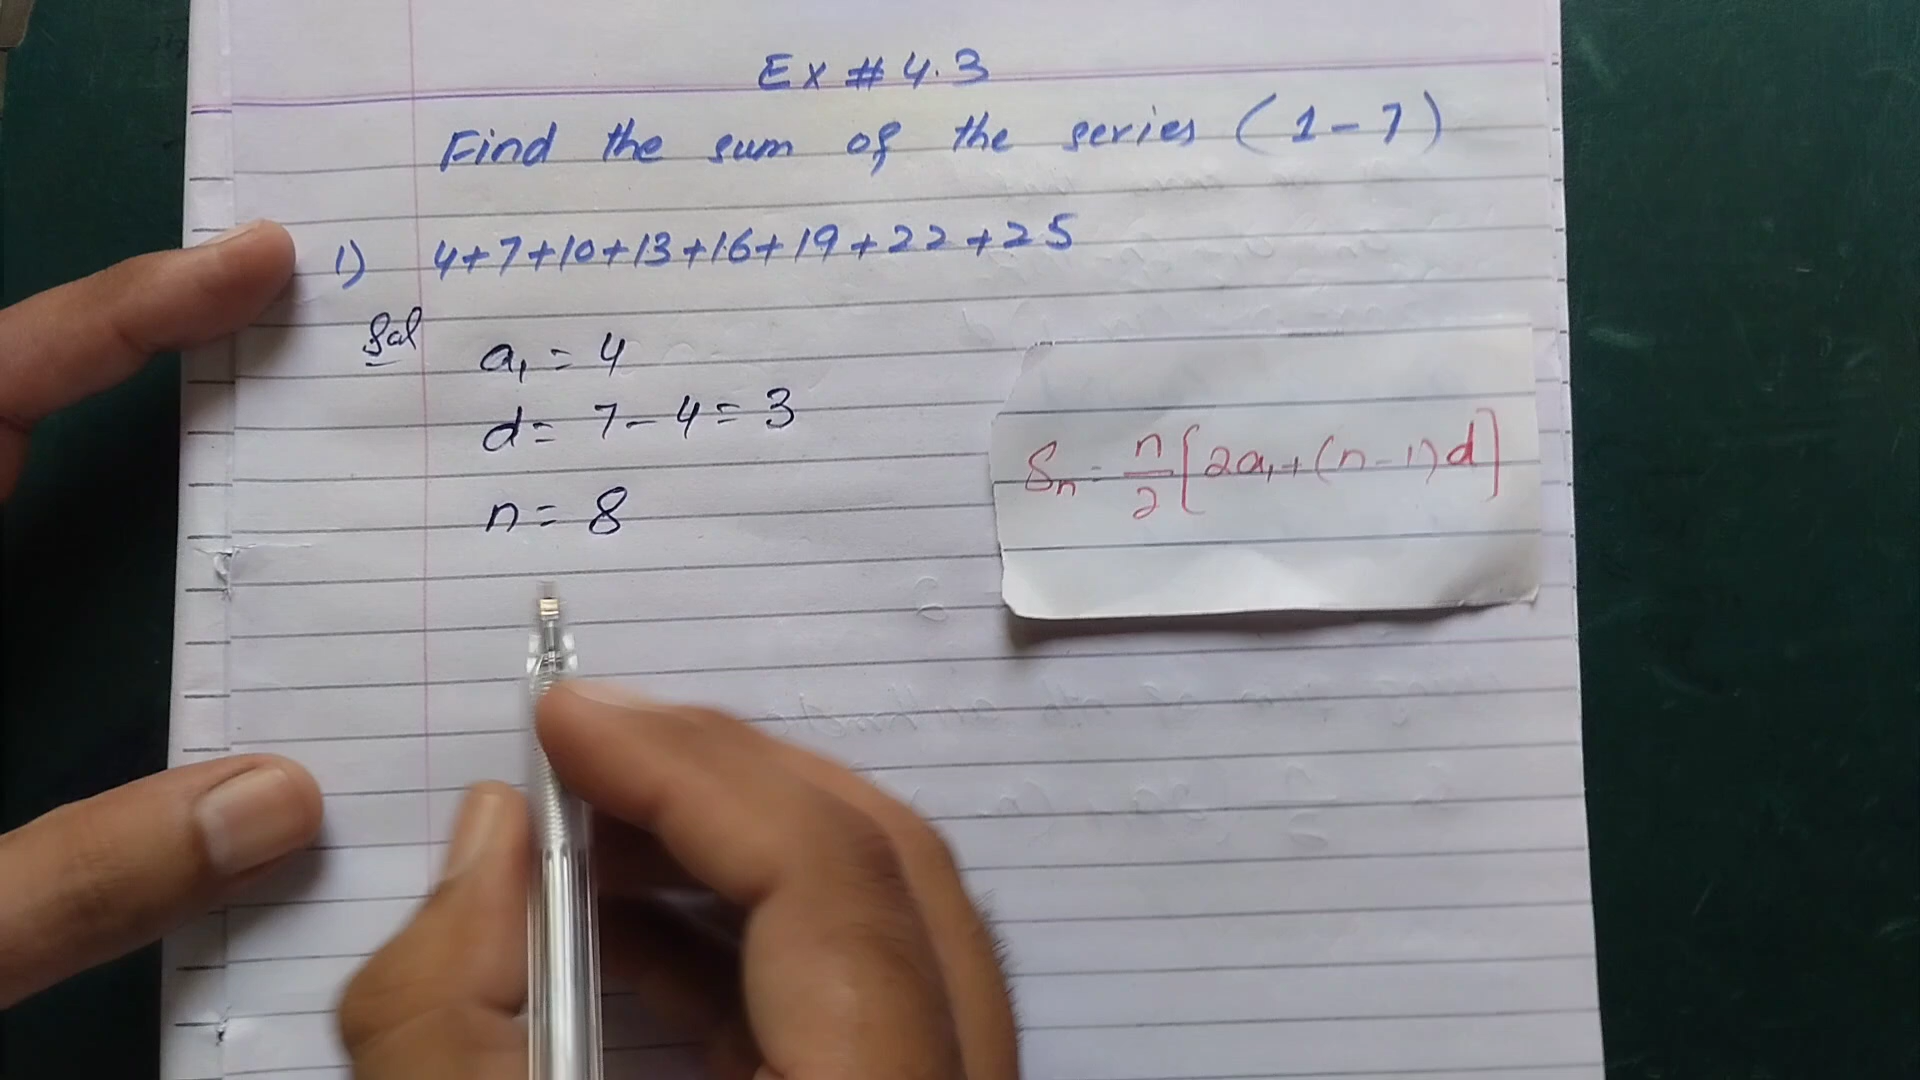 Ex # 4.3
Find the sum of the series (1-7)
1) 4+7+10+13+16+19+22+25
Sol a₁ = 4
d = 7-4 = 3
n = 8
Sn = n/2 [2a₁+(n-1)d]